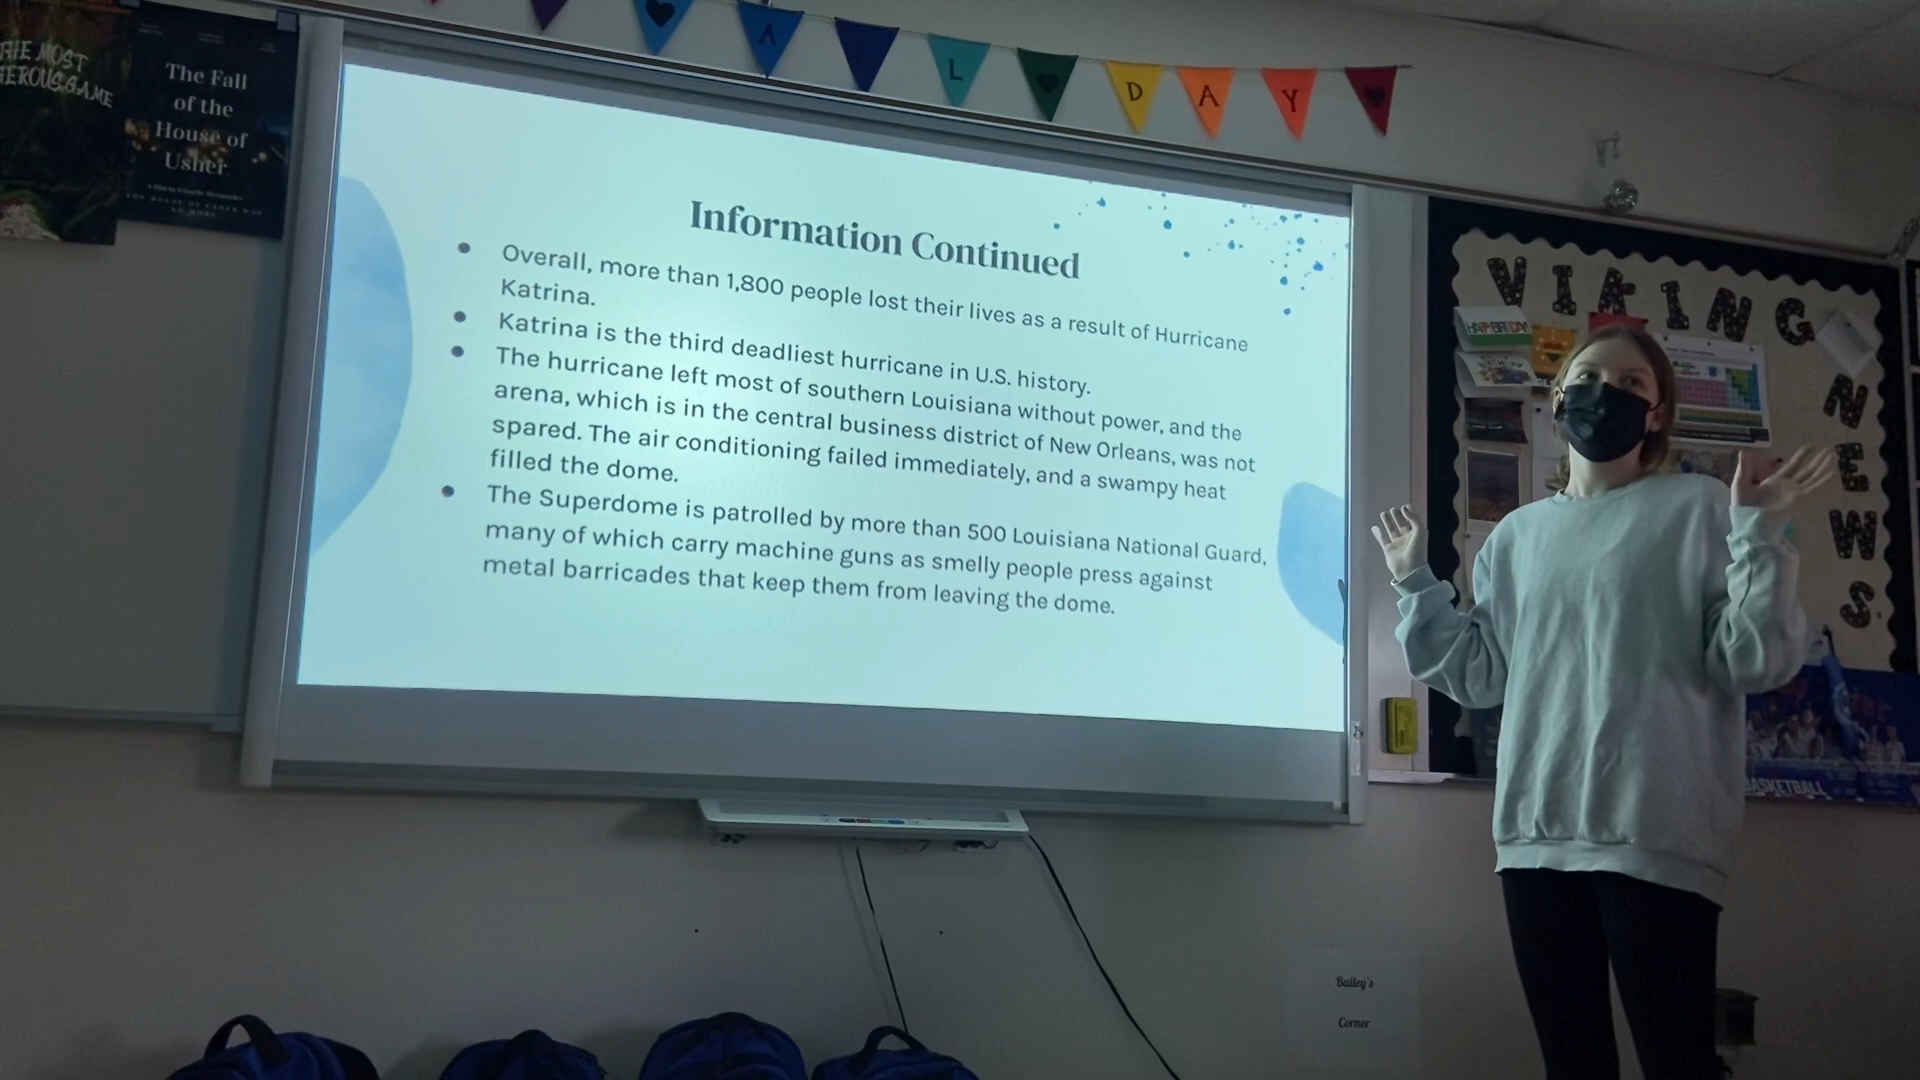 THE MOST
The Fall
of the
House of
Usher
L DAY
Information Continued
Overall, more than 1,800 people lost their lives as a result of Hurricane
Katrina.
Katrina is the third deadliest hurricane in U.S. history.
The hurricane left most of southern Louisiana without power, and the
arena, which is in the central business district of New Orleans, was not
spared. The air conditioning failed immediately, and a swampy heat
filled the dome.
The Superdome is patrolled by more than 500 Louisiana National Guard,
many of which carry machine guns as smelly people press against
metal barricades that keep them from leaving the dome.
VIKING
NEWS
BASKETBALL
Bailey's
Corner